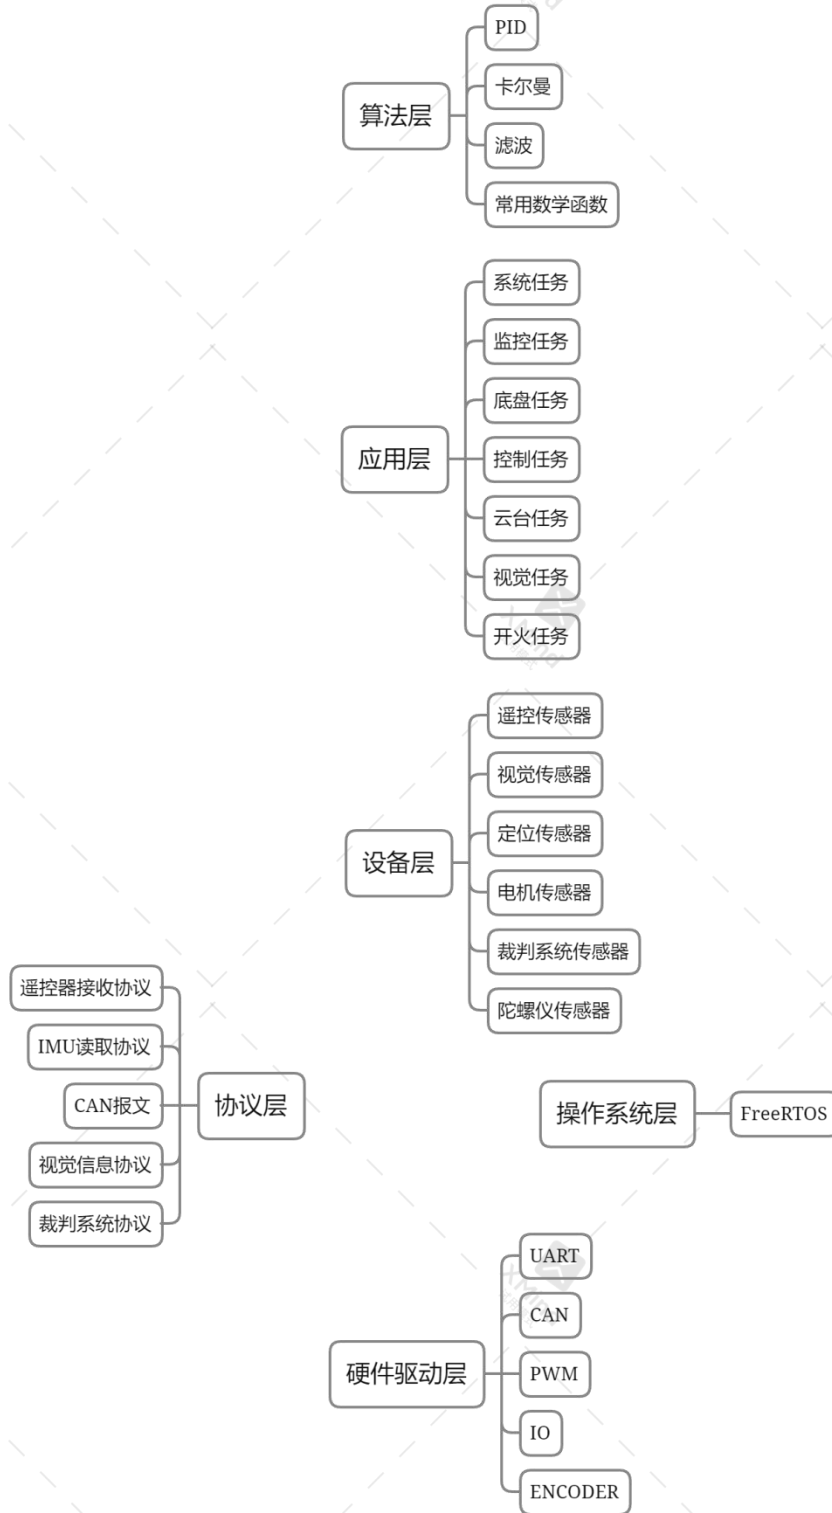 算法层
PID
卡尔曼
滤波
常用数学函数
应用层
系统任务
监控任务
底盘任务
控制任务
云台任务
视觉任务
开火任务
设备层
遥控传感器
视觉传感器
定位传感器
电机传感器
裁判系统传感器
陀螺仪传感器
协议层
遥控器接收协议
IMU读取协议
CAN报文
视觉信息协议
裁判系统协议
操作系统层
FreeRTOS
硬件驱动层
UART
CAN
PWM
IO
ENCODER
XMind
XMind